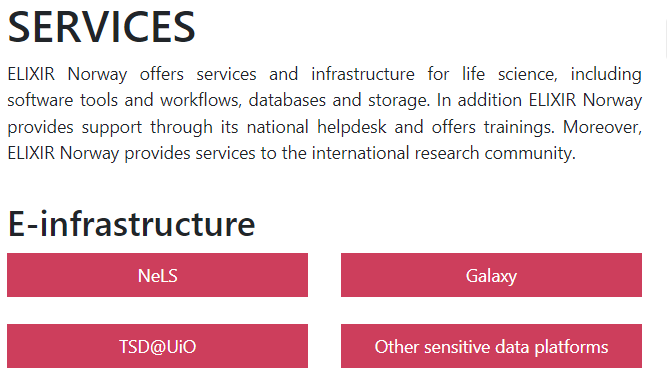 SERVICES
ELIXIR Norway offers services and infrastructure for life science, including
software tools and workflows, databases and storage. In addition ELIXIR Norway
provides support through its national helpdesk and offers trainings. Moreover,
ELIXIR Norway provides services to the international research community.
E-infrastructure
NeLS
Galaxy
TSD@UiO
Other sensitive data platforms